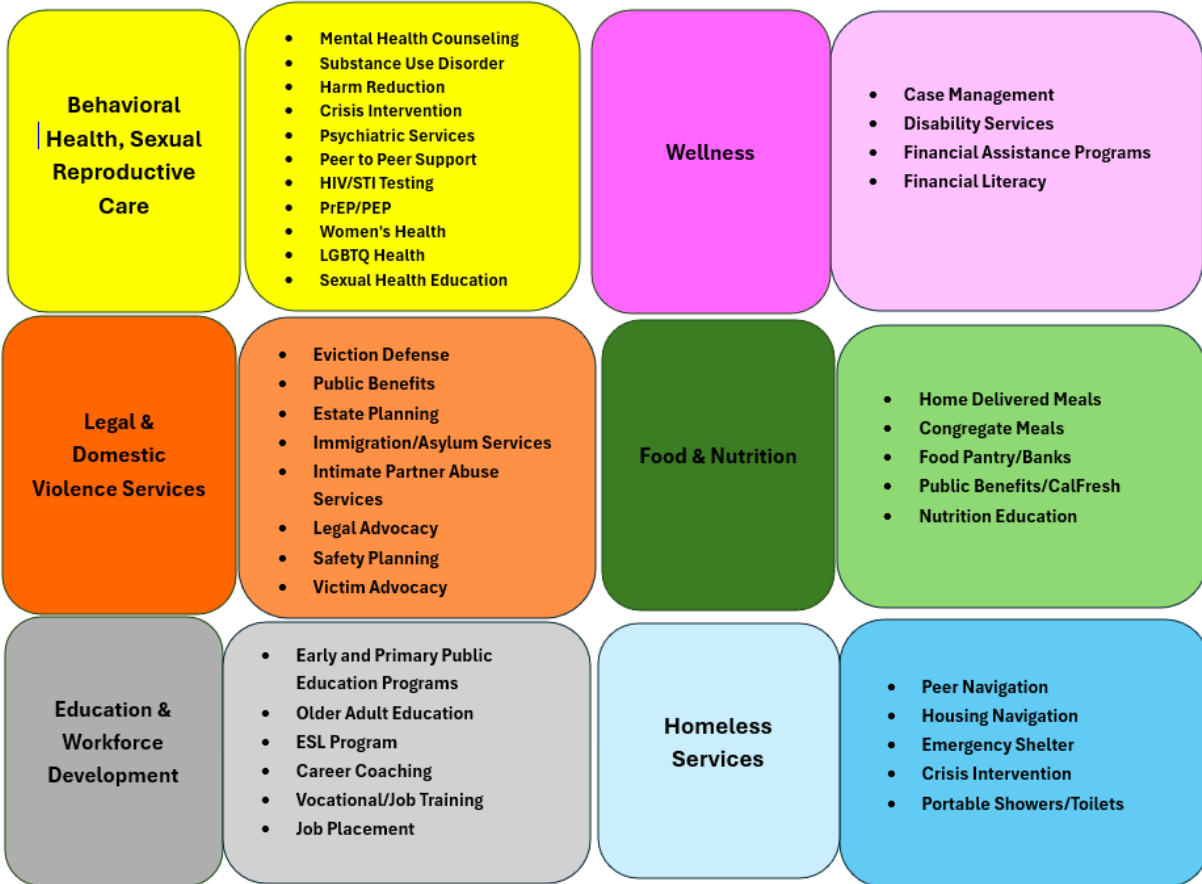 Behavioral
Health, Sexual
Reproductive
Care
• Mental Health Counseling
• Substance Use Disorder
• Harm Reduction
• Crisis Intervention
• Psychiatric Services
• Peer to Peer Support
• HIV/STI Testing
• PrEP/PEP
• Women's Health
• LGBTQ Health
• Sexual Health Education
Wellness
• Case Management
• Disability Services
• Financial Assistance Programs
• Financial Literacy
Legal &
Domestic
Violence Services
• Eviction Defense
• Public Benefits
• Estate Planning
• Immigration/Asylum Services
• Intimate Partner Abuse
Services
• Legal Advocacy
• Safety Planning
• Victim Advocacy
Food & Nutrition
• Home Delivered Meals
• Congregate Meals
• Food Pantry/Banks
• Public Benefits/CalFresh
• Nutrition Education
Education &
Workforce
Development
• Early and Primary Public
Education Programs
• Older Adult Education
• ESL Program
• Career Coaching
• Vocational/Job Training
• Job Placement
Homeless
Services
• Peer Navigation
• Housing Navigation
• Emergency Shelter
• Crisis Intervention
• Portable Showers/Toilets